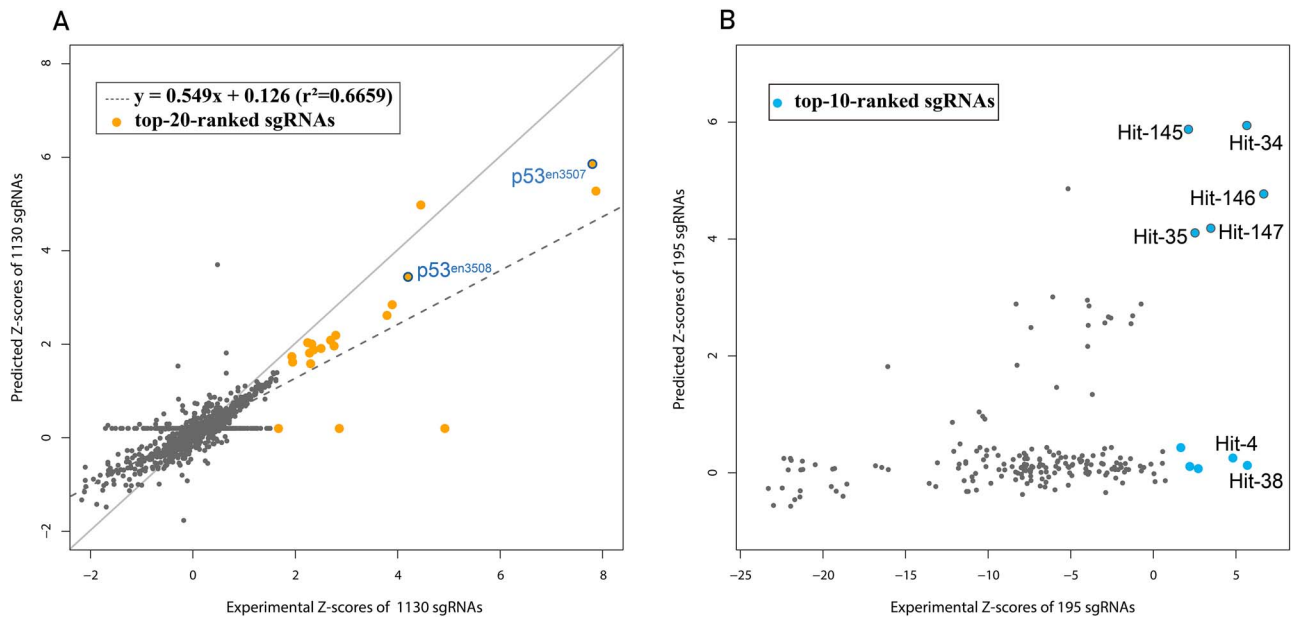 A
y = 0.549x + 0.126 (r²=0.6659)
top-20-ranked sgRNAs
p53en3507
p53en3508
8
6
4
2
0
−2
Predicted Z-scores of 1130 sgRNAs
−2 0 2 4 6 8
Experimental Z-scores of 1130 sgRNAs
B
top-10-ranked sgRNAs
Hit-145
Hit-34
Hit-146
Hit-35
Hit-147
Hit-4
Hit-38
6
4
2
0
Predicted Z-scores of 195 sgRNAs
−25 −20 −15 −10 −5 0 5
Experimental Z-scores of 195 sgRNAs